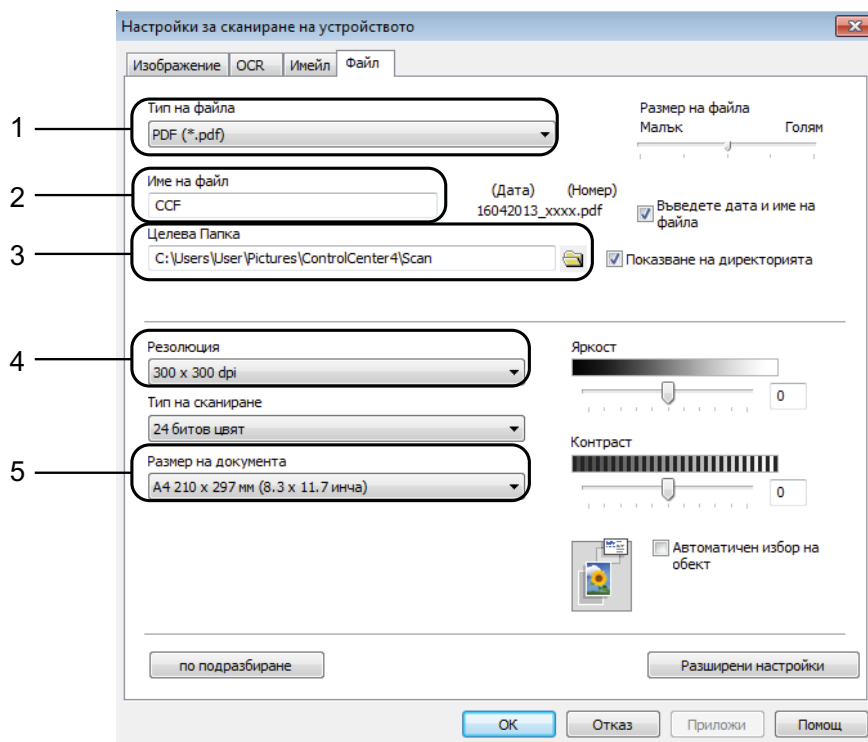 Настройки за сканиране на устройството
Изображение OCR Имейл Файл
1
Тип на файла
PDF (*.pdf)
Размер на файла
Малък Голям
2
Име на файл
CCF
(Дата) (Номер)
16042013_xxxx.pdf
Въведете дата и име на
файла
3
Целева Папка
C:\Users\User\Pictures\ControlCenter4\Scan
Показване на директорията
4
Резолюция
300 x 300 dpi
Яркост
0
Тип на сканиране
24 битов цвят
Контраст
0
5
Размер на документа
A4 210 x 297 мм (8.3 x 11.7 инча)
Автоматичен избор на
обект
по подразбиране
Разширени настройки
OK Отказ Приложи Помощ